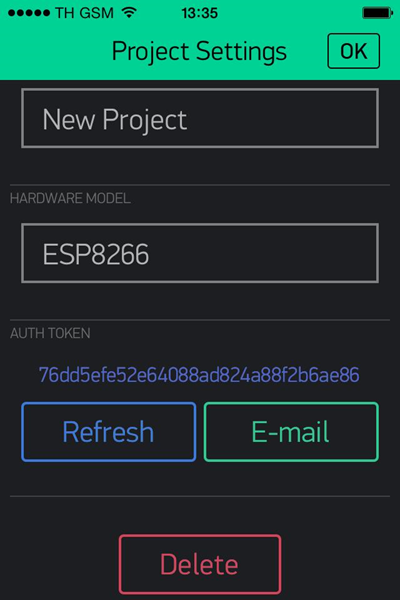 TH GSM 13:35
Project Settings OK
New Project
HARDWARE MODEL
ESP8266
AUTH TOKEN
76dd5efe52e64088ad824a88f2b6ae86
Refresh E-mail
Delete